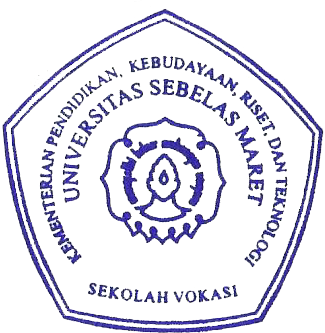 KEMENTERIAN PENDIDIKAN, KEBUDAYAAN, RISET, DAN TEKNOLOGI
UNIVERSITAS SEBELAS MARET
SEKOLAH VOKASI